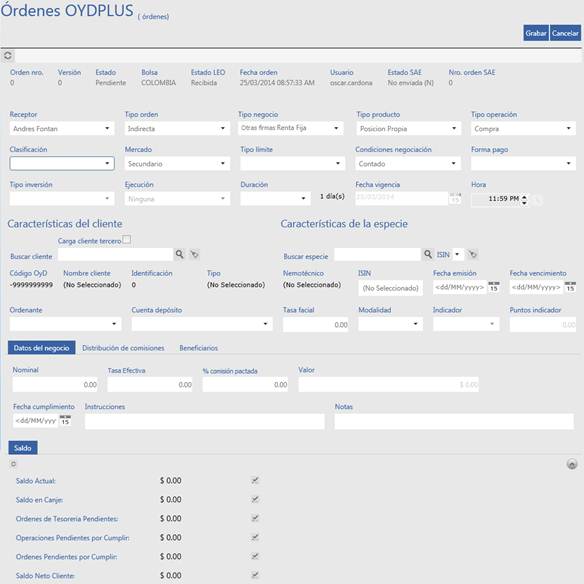 Órdenes OYDPLUS ( órdenes)
Grabar Cancelar
Orden nro. Versión Estado Bolsa Estado LEO Fecha orden Usuario Estado SAE Nro. orden SAE
0 0 Pendiente COLOMBIA Recibida 25/03/2014 08:57:33 AM oscar.cardona No enviada (N) 0
Receptor Tipo orden Tipo negocio Tipo producto Tipo operación
Andres Fontan Indirecta Otras firmas Renta Fija Posicion Propia Compra
Clasificación Mercado Tipo límite Condiciones negociación Forma pago
Secundario Contado
Tipo inversión Ejecución Duración Fecha vigencia Hora
Ninguna 1 día(s) 25/03/2014 15 11:59 PM
Características del cliente Características de la especie
Carga cliente tercero
Buscar cliente Buscar especie ISIN
Código OyD Nombre cliente Identificación Tipo Nemotécnico ISIN Fecha emisión Fecha vencimiento
-9999999999 (No Seleccionado) 0 (No Seleccionado) (No Seleccionado) (No Seleccionado) <dd/MM/yyyy> 15 <dd/MM/yyyy> 15
Ordenante Cuenta depósito Tasa facial Modalidad Indicador Puntos indicador
0.00 0.00
Datos del negocio Distribución de comisiones Beneficiarios
Nominal Tasa Efectiva % comisión pactada Valor
0.00 0.00 0.00 $ 0.00
Fecha cumplimiento Instrucciones Notas
<dd/MM/yyy 15
Saldo
Saldo Actual: $ 0.00
Saldo en Canje: $ 0.00
Ordenes de Tesoreria Pendientes: $ 0.00
Operaciones Pendientes por Cumplir: $ 0.00
Ordenes Pendientes por Cumplir: $ 0.00
Saldo Neto Cliente: $ 0.00